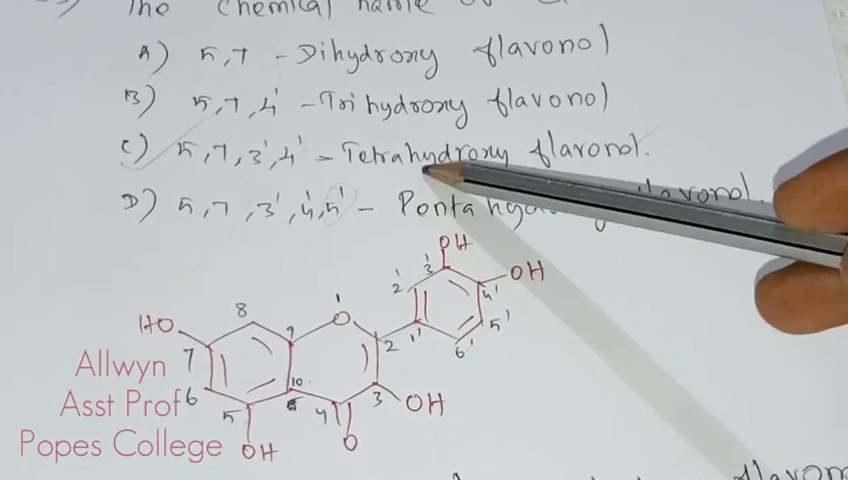 The Chemical name of
A) 5,7 - Dihydroxy flavonol
B) 5,7,4' - Trihydroxy flavonol
C) 5,7,3',4' - Tetrahydroxy flavonol.
D) 5,7,3',4',5' - Penta flavonol.
OH
3' OH
2' 4'
HO 8 1 O 1' 5'
7 9 2 6'
Allwyn
10
Asst Prof 6 3 OH
5 4
Popes College OH O